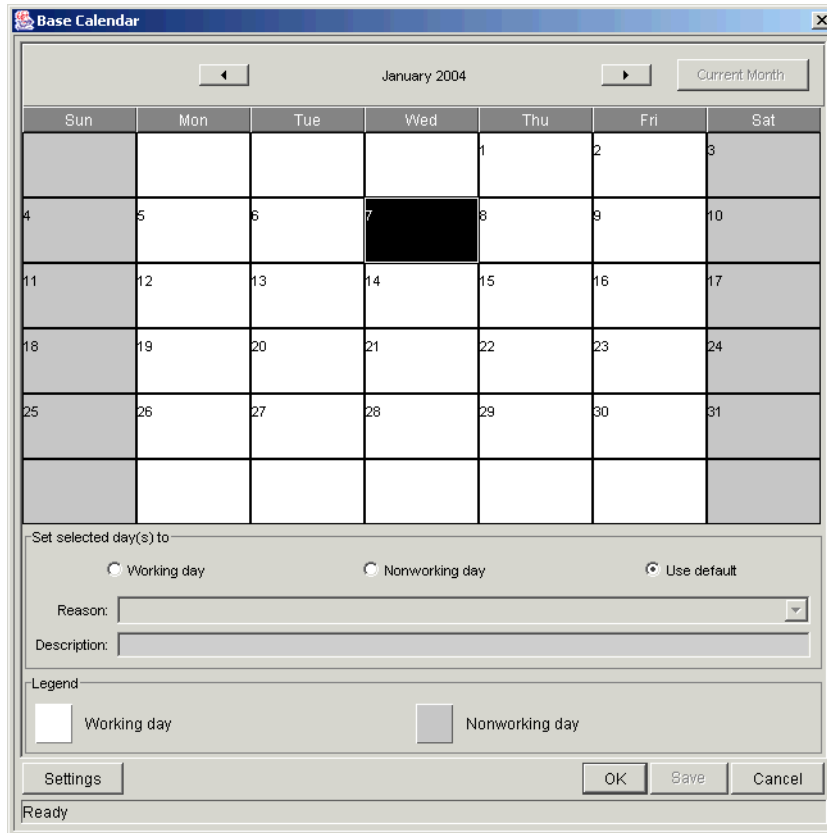 Base Calendar
January 2004 Current Month
Sun Mon Tue Wed Thu Fri Sat
1 2 3
4 5 6 7 8 9 10
11 12 13 14 15 16 17
18 19 20 21 22 23 24
25 26 27 28 29 30 31
Set selected day(s) to
Working day Nonworking day Use default
Reason:
Description:
Legend
Working day Nonworking day
Settings OK Save Cancel
Ready